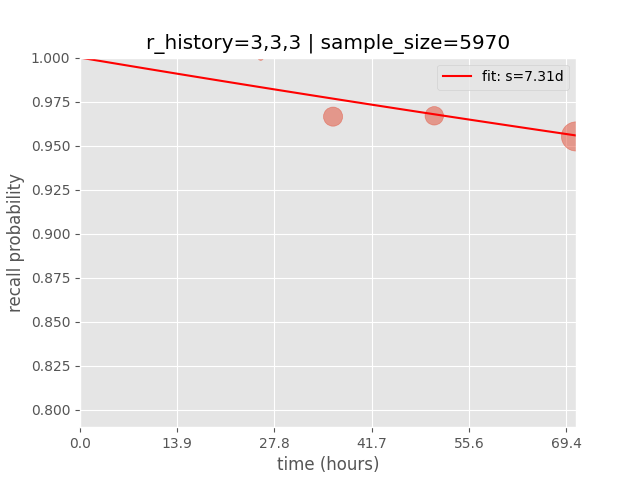 r_history=3,3,3 | sample_size=5970
fit: s=7.31d
1.000
0.975
0.950
0.925
0.900
0.875
0.850
0.825
0.800
recall probability
0.0 13.9 27.8 41.7 55.6 69.4
time (hours)